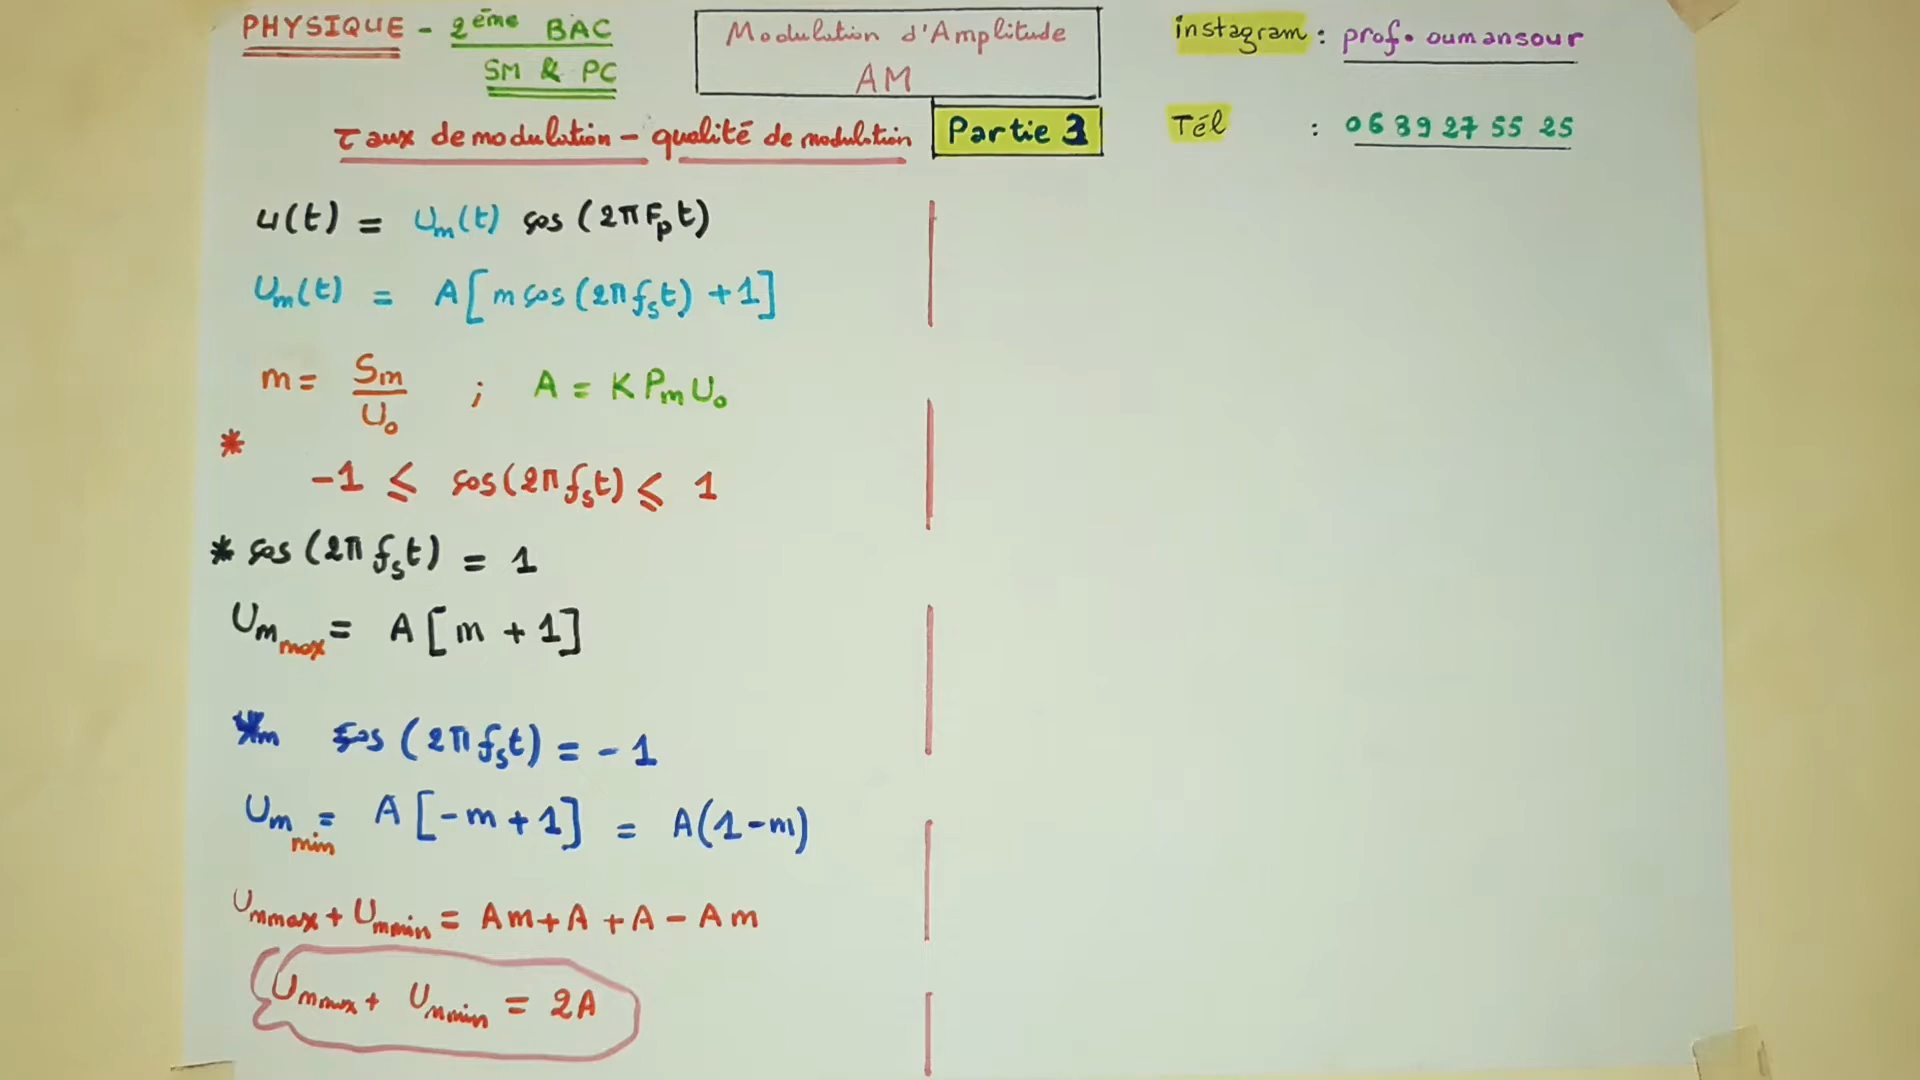 PHYSIQUE - 2ème BAC
SM & PC
Modulation d'Amplitude
AM
instagram : prof. oumansour
Taux de modulation - qualité de modulation
Partie 3
Tél : 06 89 27 55 25
u(t) = Um(t) cos (2πFpt)
Um(t) = A[m cos (2πfst) + 1]
m = Sm/U0 ; A = K Pm U0
* -1 ⩽ cos(2πfst) ⩽ 1
* cos (2πfst) = 1
Ummax = A [m + 1]
*m cos (2πfst) = -1
Ummin = A [-m + 1] = A(1-m)
Ummax + Ummin = Am + A + A - Am
Ummax + Ummin = 2A